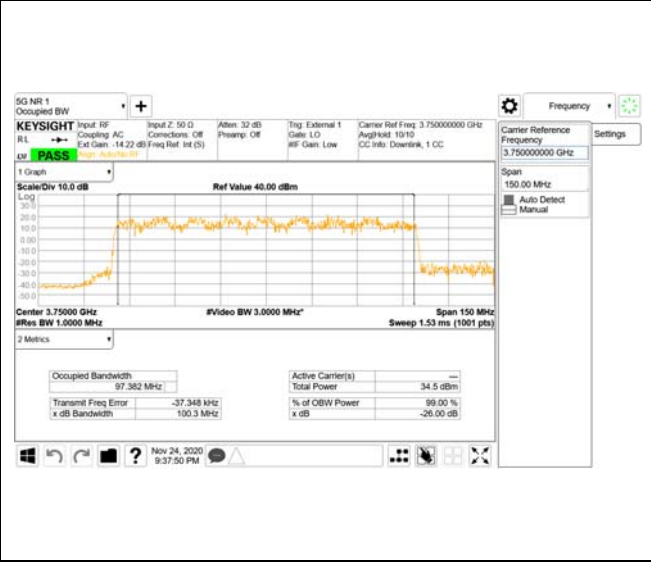 5G NR 1
Occupied BW
+
Frequency
KEYSIGHT
Input: RF
Input Z: 50 Ω
Atten: 32 dB
Trig: External 1
Carrier Ref Freq: 3.750000000 GHz
RL
Coupling: AC
Corrections: Off
Preamp: Off
Gate: LO
Avg|Hold: 10/10
Ext Gain: -14.22 dB
Freq Ref: Int (S)
#IF Gain: Low
CC Info: Downlink, 1 CC
PASS
Align: Auto/No RF
Carrier Reference
Frequency
3.750000000 GHz
Settings
Span
150.00 MHz
Auto Detect
Manual
1 Graph
Scale/Div 10.0 dB
Ref Value 40.00 dBm
Log
30.0
20.0
10.0
0.00
-10.0
-20.0
-30.0
-40.0
-50.0
Center 3.75000 GHz
#Video BW 3.0000 MHz*
Span 150 MHz
#Res BW 1.0000 MHz
Sweep 1.53 ms (1001 pts)
2 Metrics
Occupied Bandwidth
97.382 MHz
Transmit Freq Error -37.348 kHz
x dB Bandwidth 100.3 MHz
Active Carrier(s) ---
Total Power 34.5 dBm
% of OBW Power 99.00 %
x dB -26.00 dB
?
Nov 24, 2020
9:37:50 PM